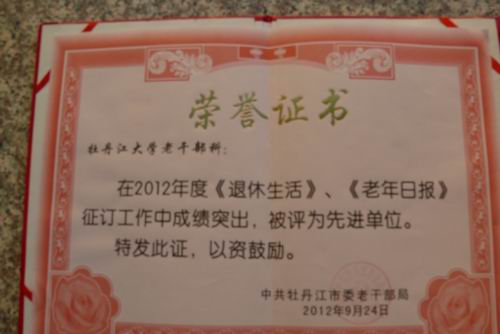 荣誉证书
牡丹江大学老干部科：
在2012年度《退休生活》、《老年日报》
征订工作中成绩突出，被评为先进单位。
特发此证，以资鼓励。
中共牡丹江市委老干部局
2012年9月24日